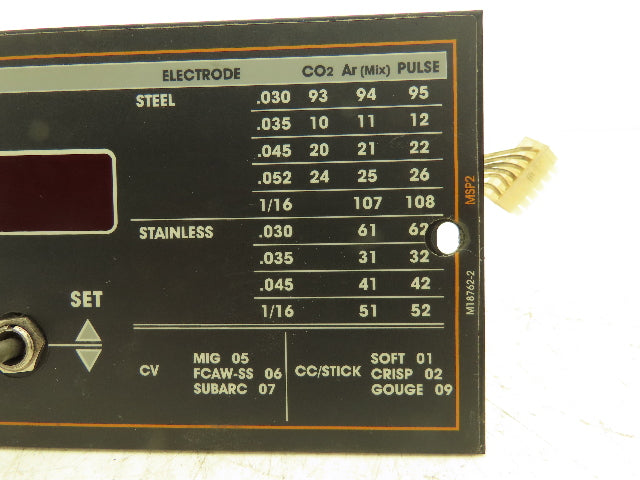 ELECTRODE CO2 Ar (Mix) PULSE
STEEL .030 93 94 95
.035 10 11 12
.045 20 21 22
.052 24 25 26
1/16 107 108
STAINLESS .030 61 62
.035 31 32
.045 41 42
1/16 51 52
SET
CV
MIG 05
FCAW-SS 06
SUBARC 07
CC/STICK
SOFT 01
CRISP 02
GOUGE 09
MSP2
M18762-2